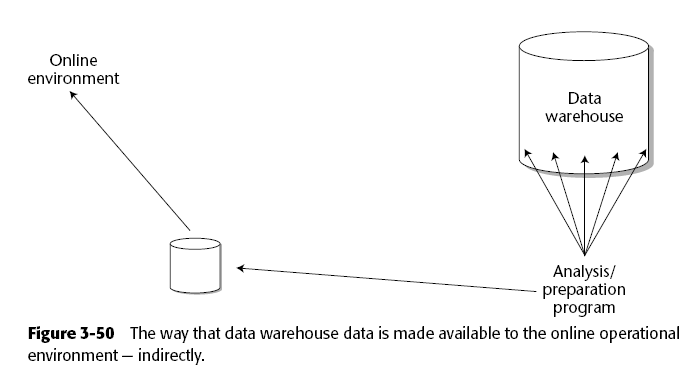 Online
environment
Data
warehouse
Analysis/
preparation
program
Figure 3-50 The way that data warehouse data is made available to the online operational
environment — indirectly.